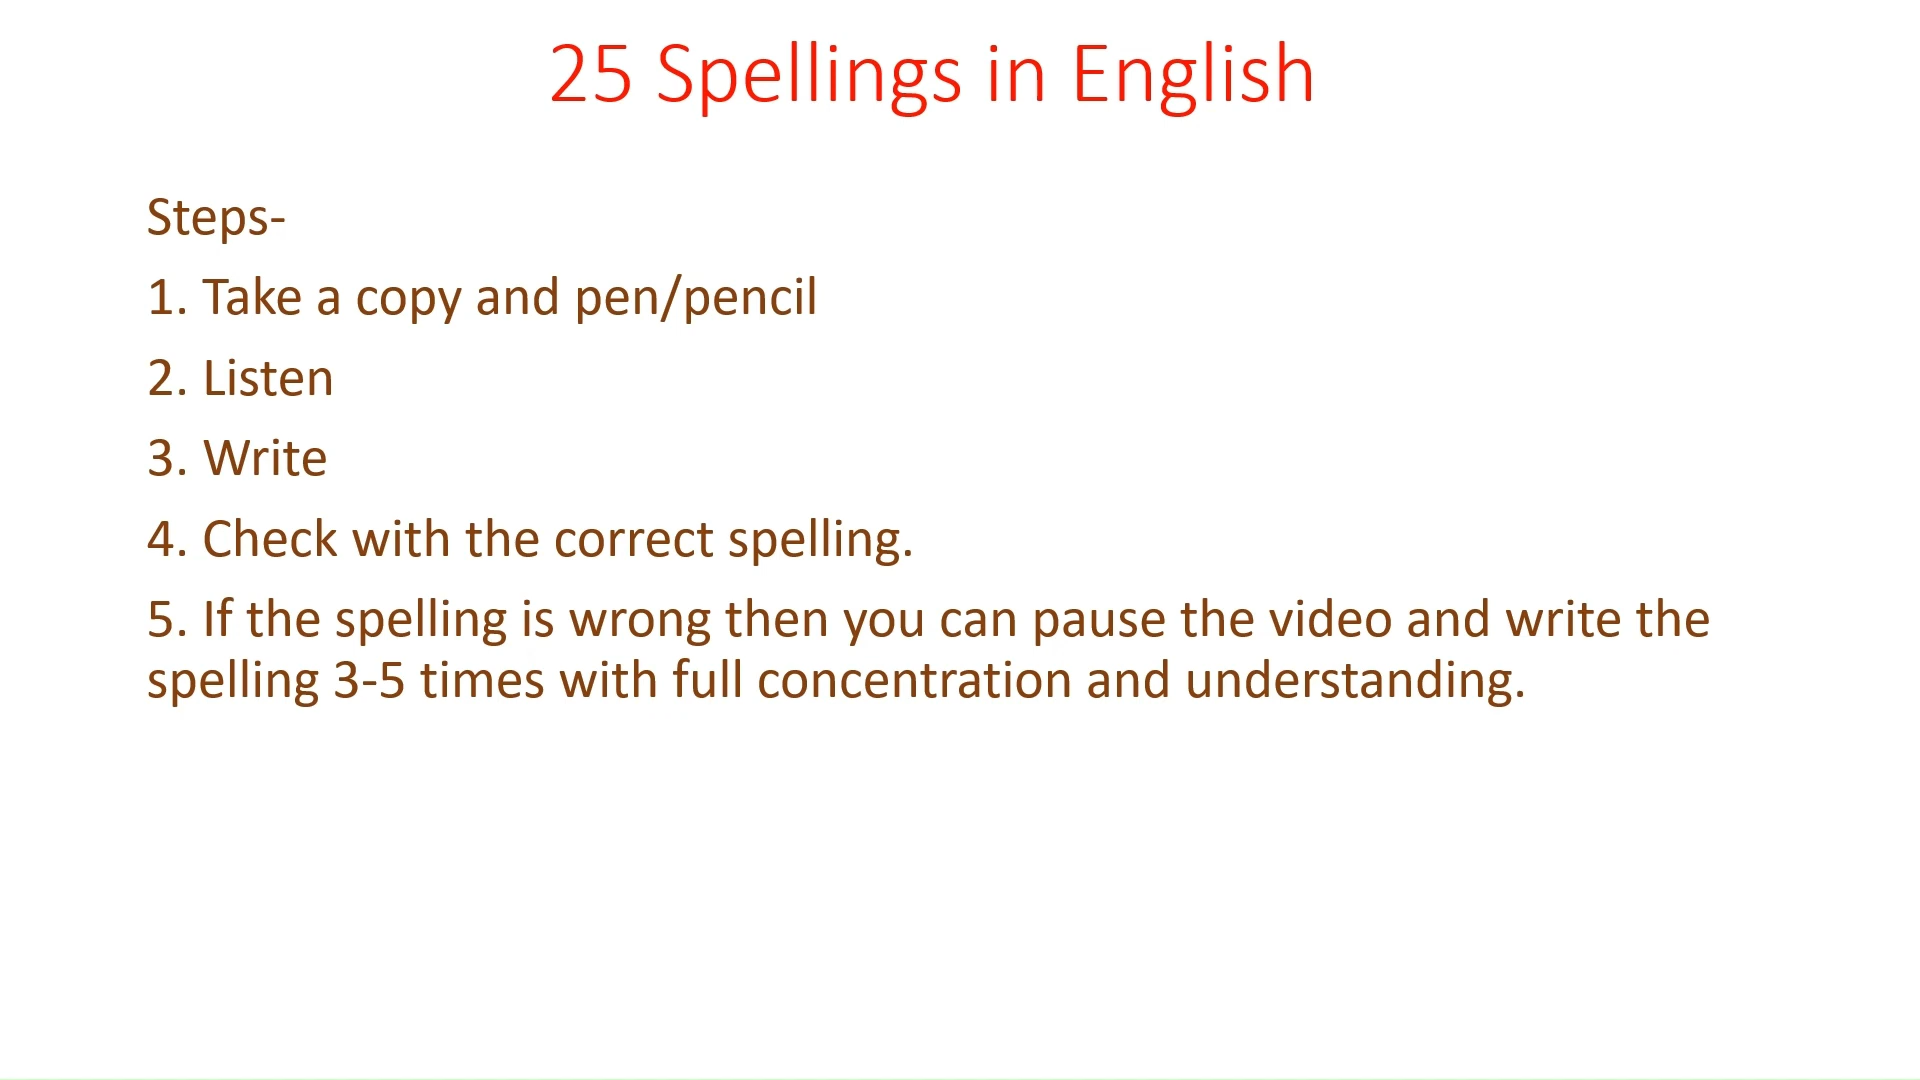 25 Spellings in English
Steps-
1. Take a copy and pen/pencil
2. Listen
3. Write
4. Check with the correct spelling.
5. If the spelling is wrong then you can pause the video and write the
spelling 3-5 times with full concentration and understanding.